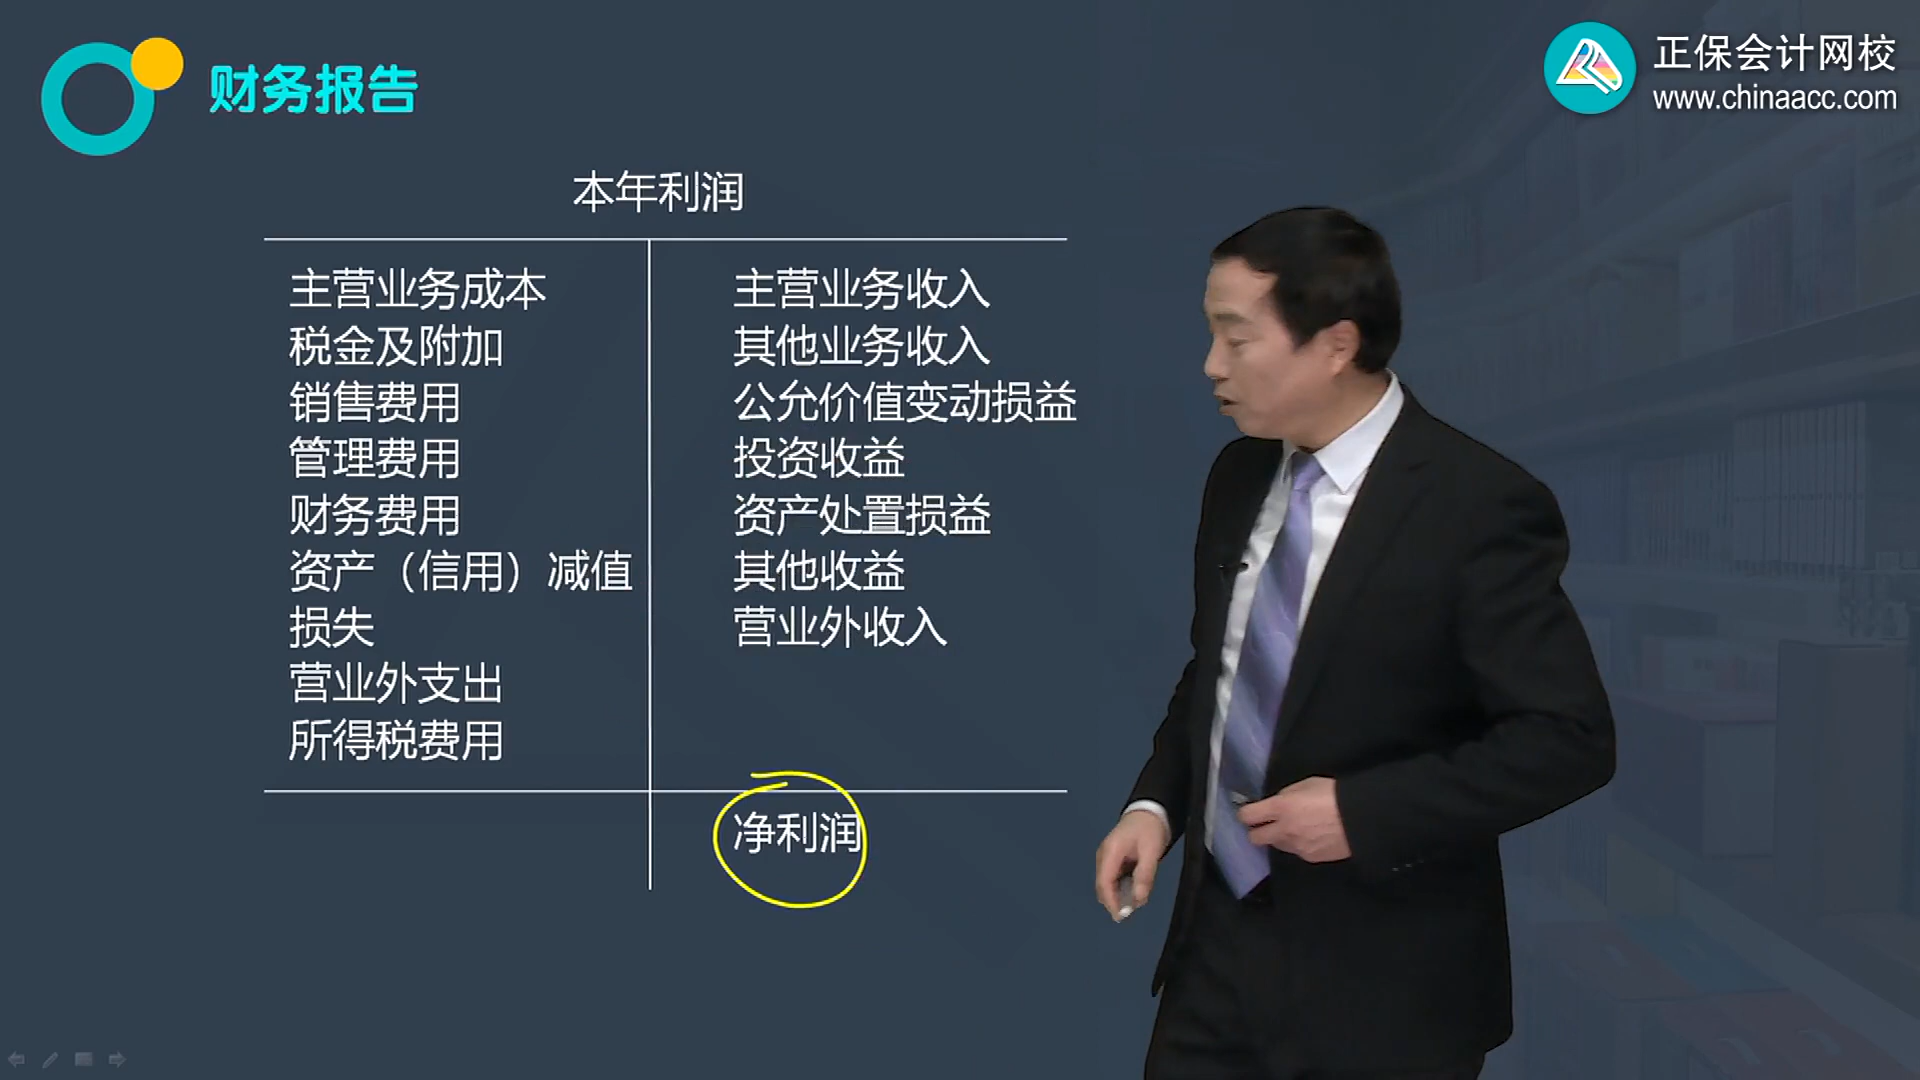 财务报告
正保会计网校
www.chinaacc.com
本年利润
主营业务成本
税金及附加
销售费用
管理费用
财务费用
资产（信用）减值
损失
营业外支出
所得税费用
主营业务收入
其他业务收入
公允价值变动损益
投资收益
资产处置损益
其他收益
营业外收入
净利润